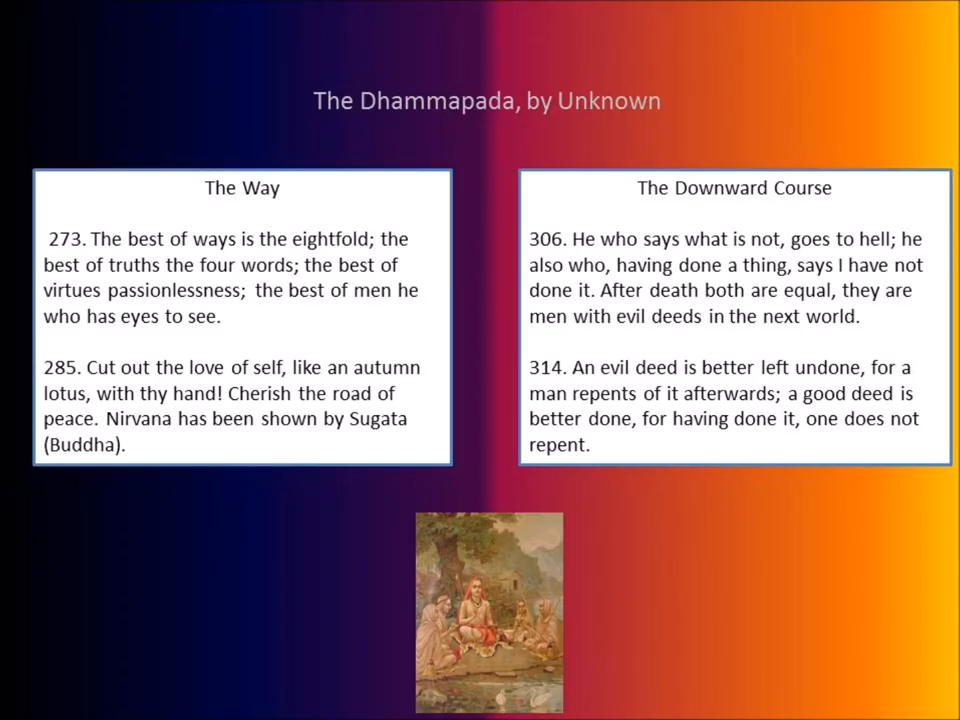 The Dhammapada, by Unknown
The Way
273. The best of ways is the eightfold; the
best of truths the four words; the best of
virtues passionlessness; the best of men he
who has eyes to see.
285. Cut out the love of self, like an autumn
lotus, with thy hand! Cherish the road of
peace. Nirvana has been shown by Sugata
(Buddha).
The Downward Course
306. He who says what is not, goes to hell; he
also who, having done a thing, says I have not
done it. After death both are equal, they are
men with evil deeds in the next world.
314. An evil deed is better left undone, for a
man repents of it afterwards; a good deed is
better done, for having done it, one does not
repent.